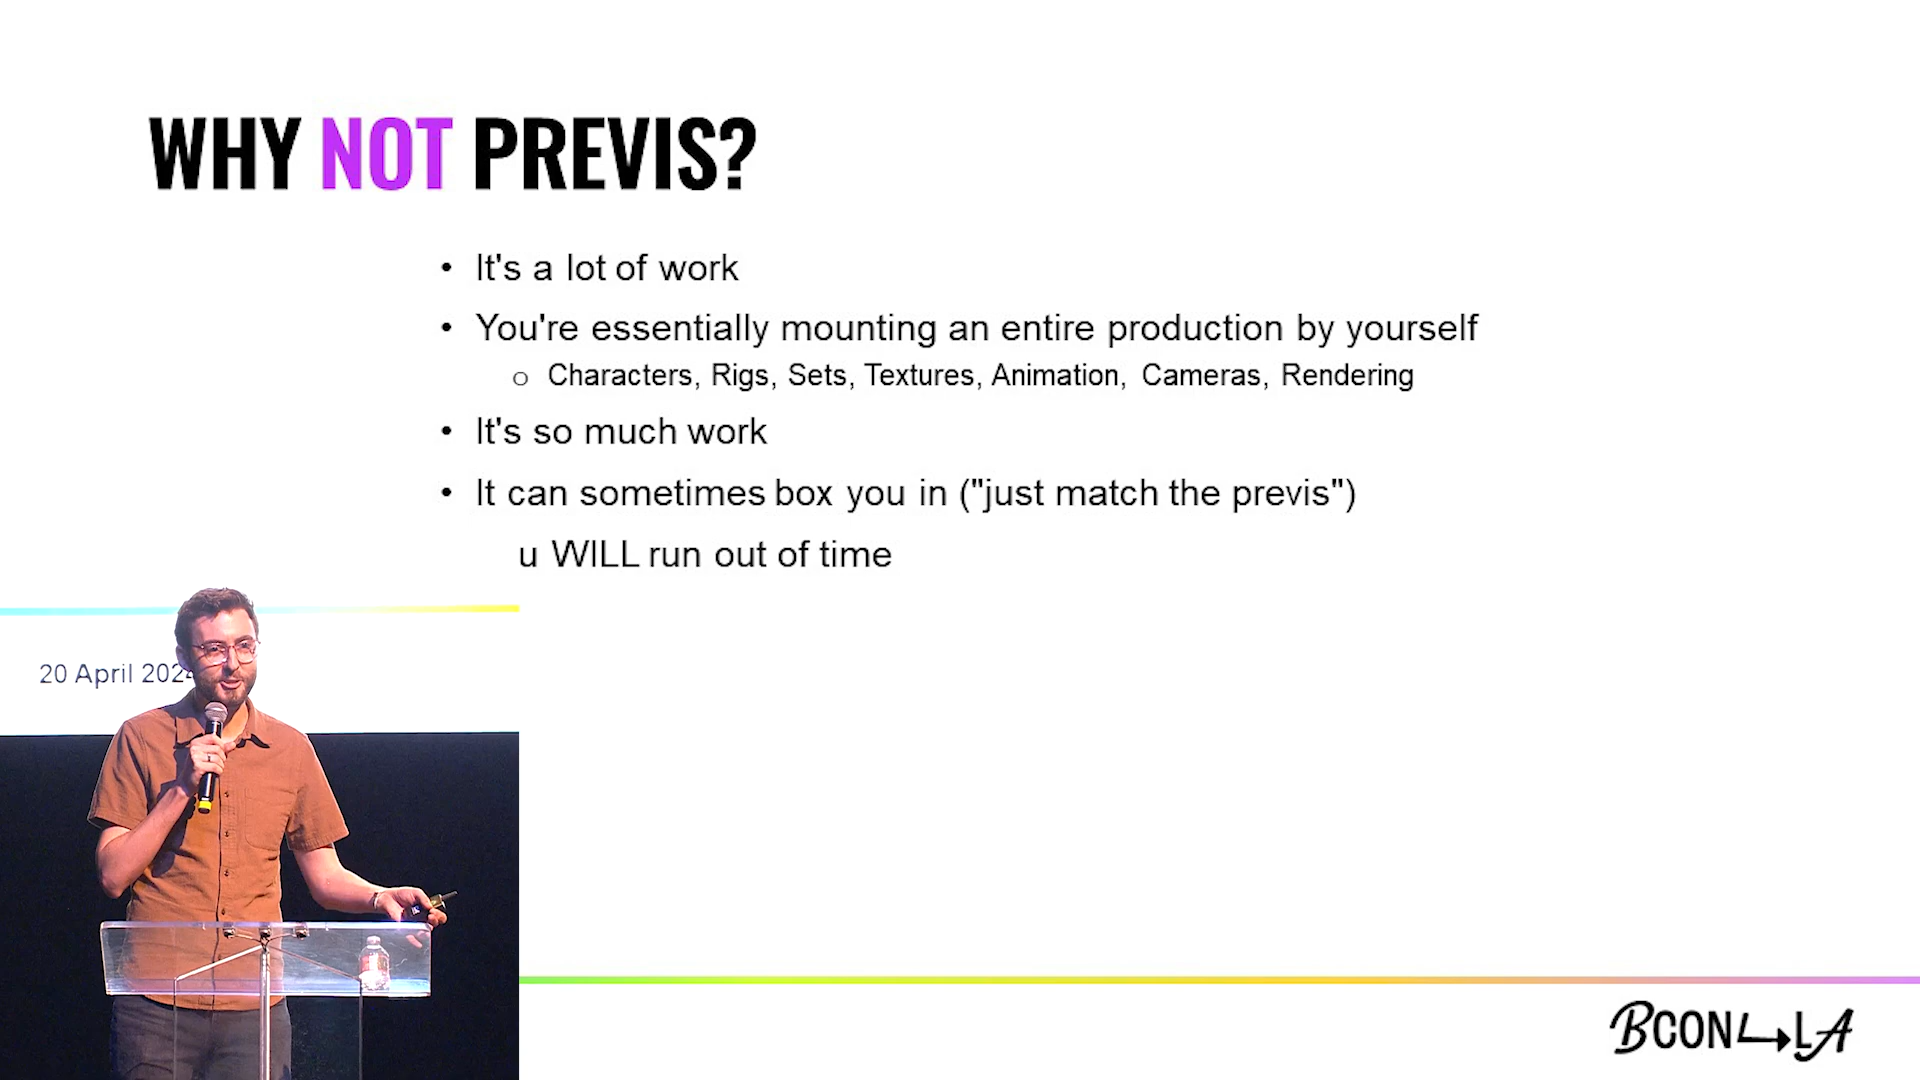 WHY NOT PREVIS?
• It's a lot of work
• You're essentially mounting an entire production by yourself
o Characters, Rigs, Sets, Textures, Animation, Cameras, Rendering
• It's so much work
• It can sometimes box you in ("just match the previs")
u WILL run out of time
20 April 202
BCON LA